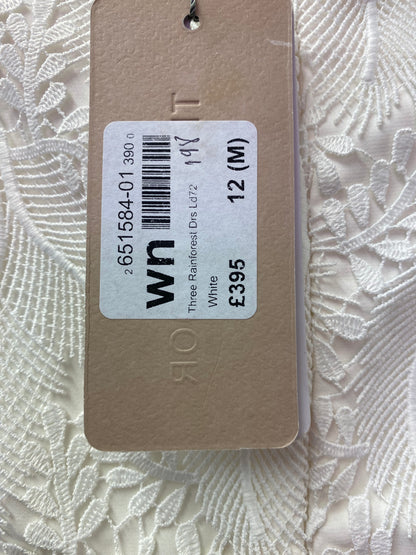 2 651584-01 390 0
wn
Three Rainforest Drs Ld72
White
£395 12 (M)